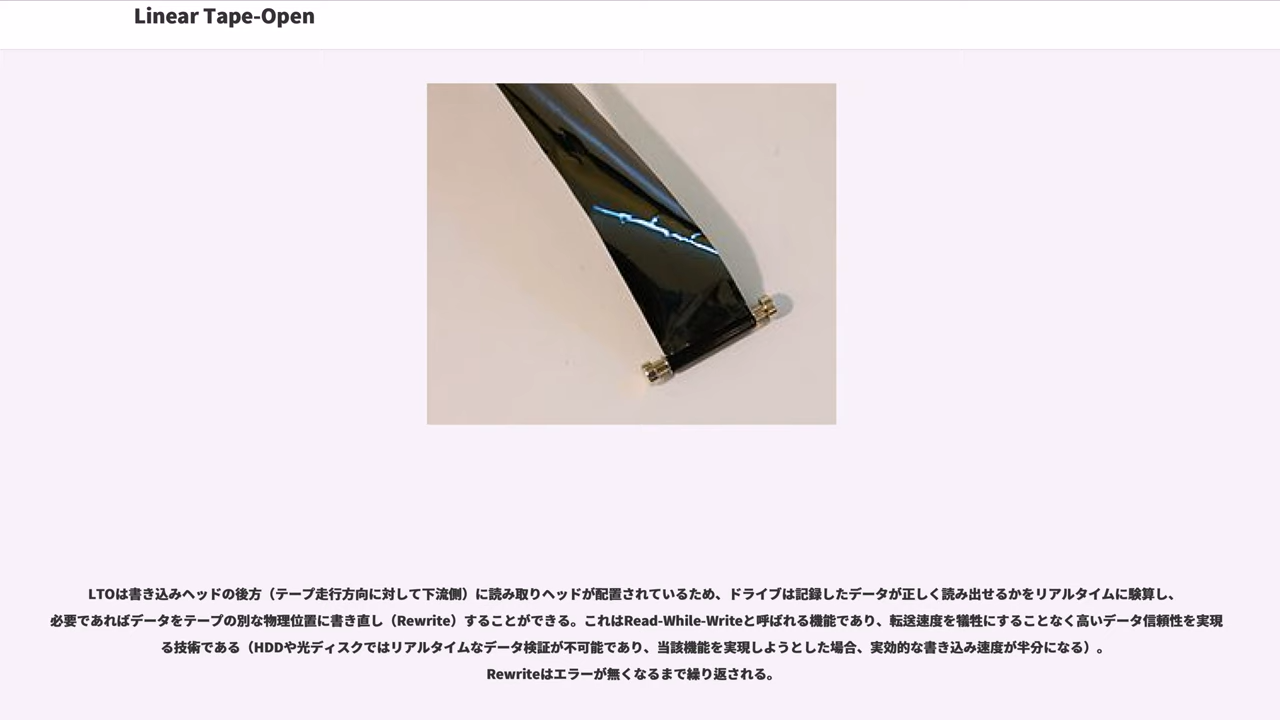 Linear Tape-Open
LTOは書き込みヘッドの後方（テープ走行方向に対して下流側）に読み取りヘッドが配置されているため、ドライブは記録したデータが正しく読み出せるかをリアルタイムに験算し、
必要であればデータをテープの別な物理位置に書き直し（Rewrite）することができる。これはRead-While-Writeと呼ばれる機能であり、転送速度を犠牲にすることなく高いデータ信頼性を実現
る技術である（HDDや光ディスクではリアルタイムなデータ検証が不可能であり、当該機能を実現しようとした場合、実効的な書き込み速度が半分になる）。
Rewriteはエラーが無くなるまで繰り返される。